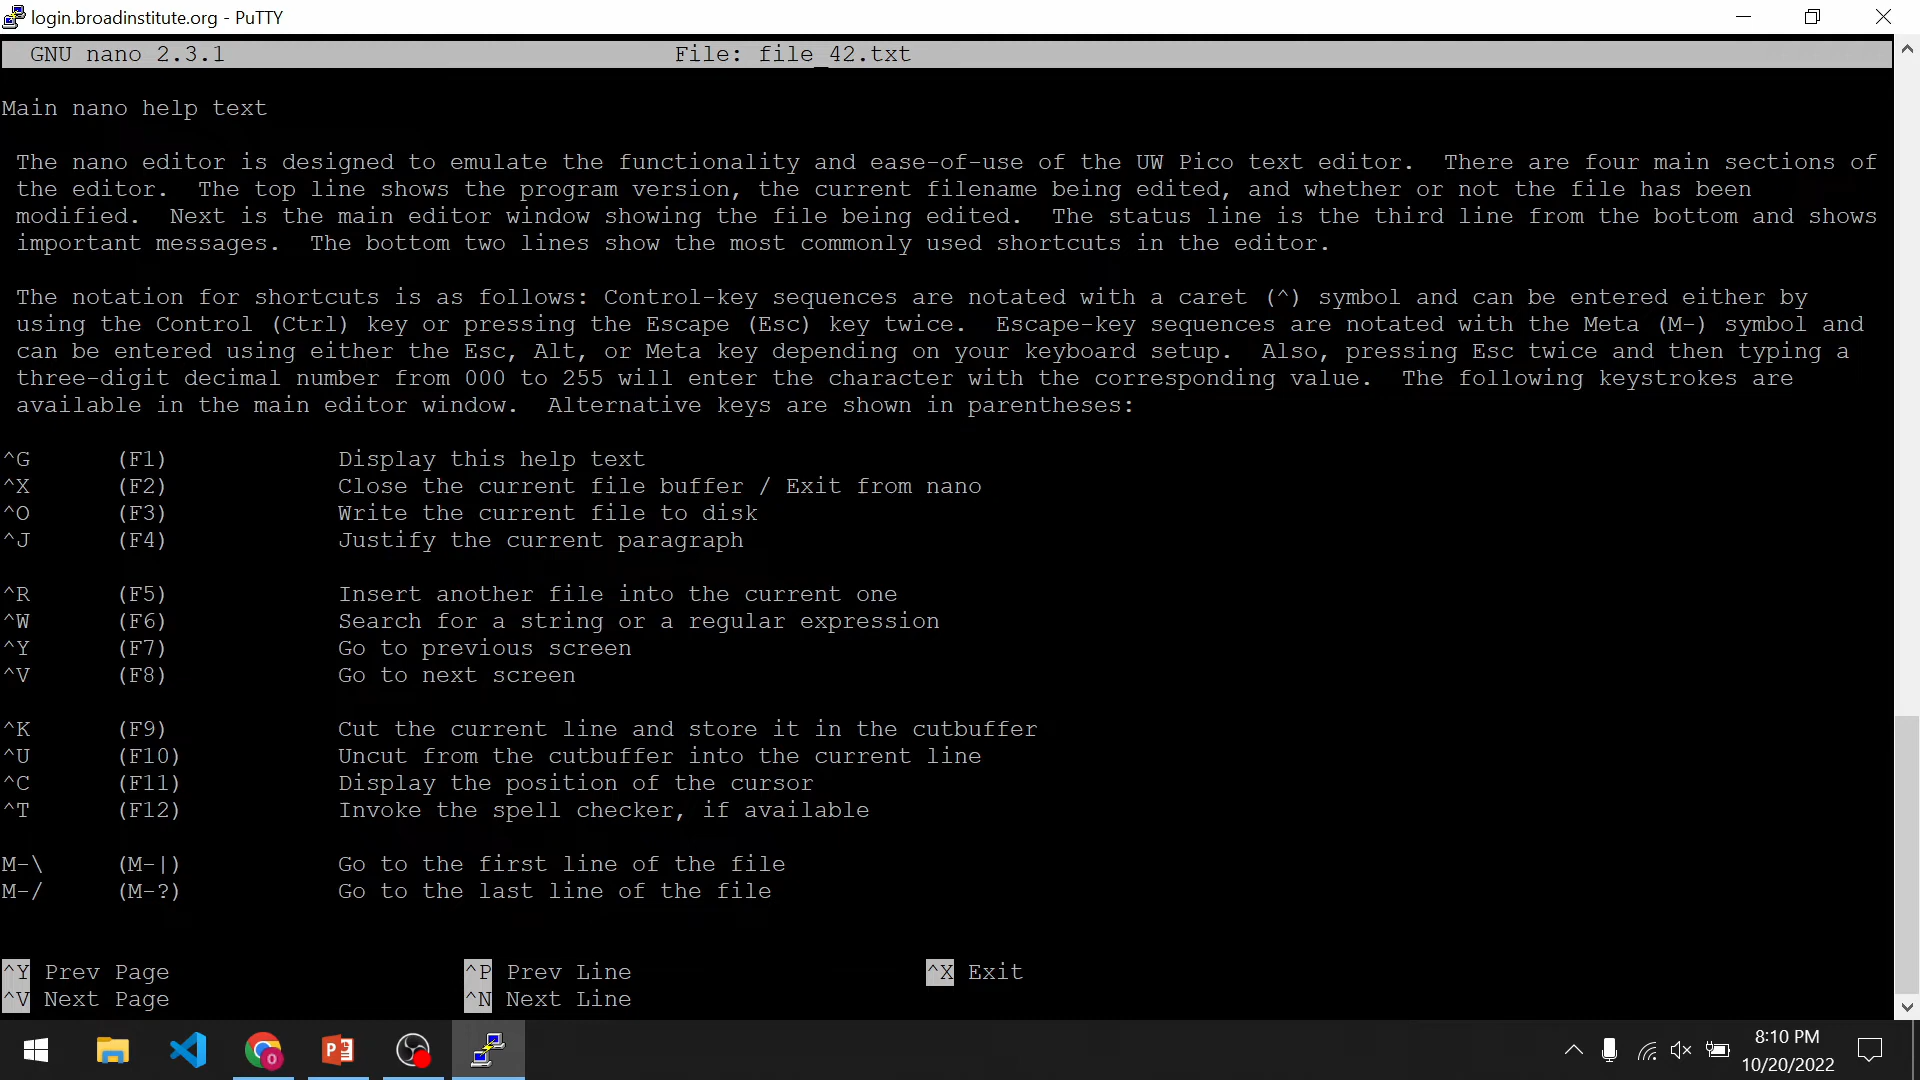 login.broadinstitute.org - PuTTY
GNU nano 2.3.1 File: file_42.txt
Main nano help text
The nano editor is designed to emulate the functionality and ease-of-use of the UW Pico text editor.  There are four main sections of
the editor.  The top line shows the program version, the current filename being edited, and whether or not the file has been
modified.  Next is the main editor window showing the file being edited.  The status line is the third line from the bottom and shows
important messages.  The bottom two lines show the most commonly used shortcuts in the editor.
The notation for shortcuts is as follows: Control-key sequences are notated with a caret (^) symbol and can be entered either by
using the Control (Ctrl) key or pressing the Escape (Esc) key twice.  Escape-key sequences are notated with the Meta (M-) symbol and
can be entered using either the Esc, Alt, or Meta key depending on your keyboard setup.  Also, pressing Esc twice and then typing a
three-digit decimal number from 000 to 255 will enter the character with the corresponding value.  The following keystrokes are
available in the main editor window.  Alternative keys are shown in parentheses:
^G (F1) Display this help text
^X (F2) Close the current file buffer / Exit from nano
^O (F3) Write the current file to disk
^J (F4) Justify the current paragraph
^R (F5) Insert another file into the current one
^W (F6) Search for a string or a regular expression
^Y (F7) Go to previous screen
^V (F8) Go to next screen
^K (F9) Cut the current line and store it in the cutbuffer
^U (F10) Uncut from the cutbuffer into the current line
^C (F11) Display the position of the cursor
^T (F12) Invoke the spell checker, if available
M-\ (M-|) Go to the first line of the file
M-/ (M-?) Go to the last line of the file
^Y Prev Page ^P Prev Line ^X Exit
^V Next Page ^N Next Line
8:10 PM
10/20/2022